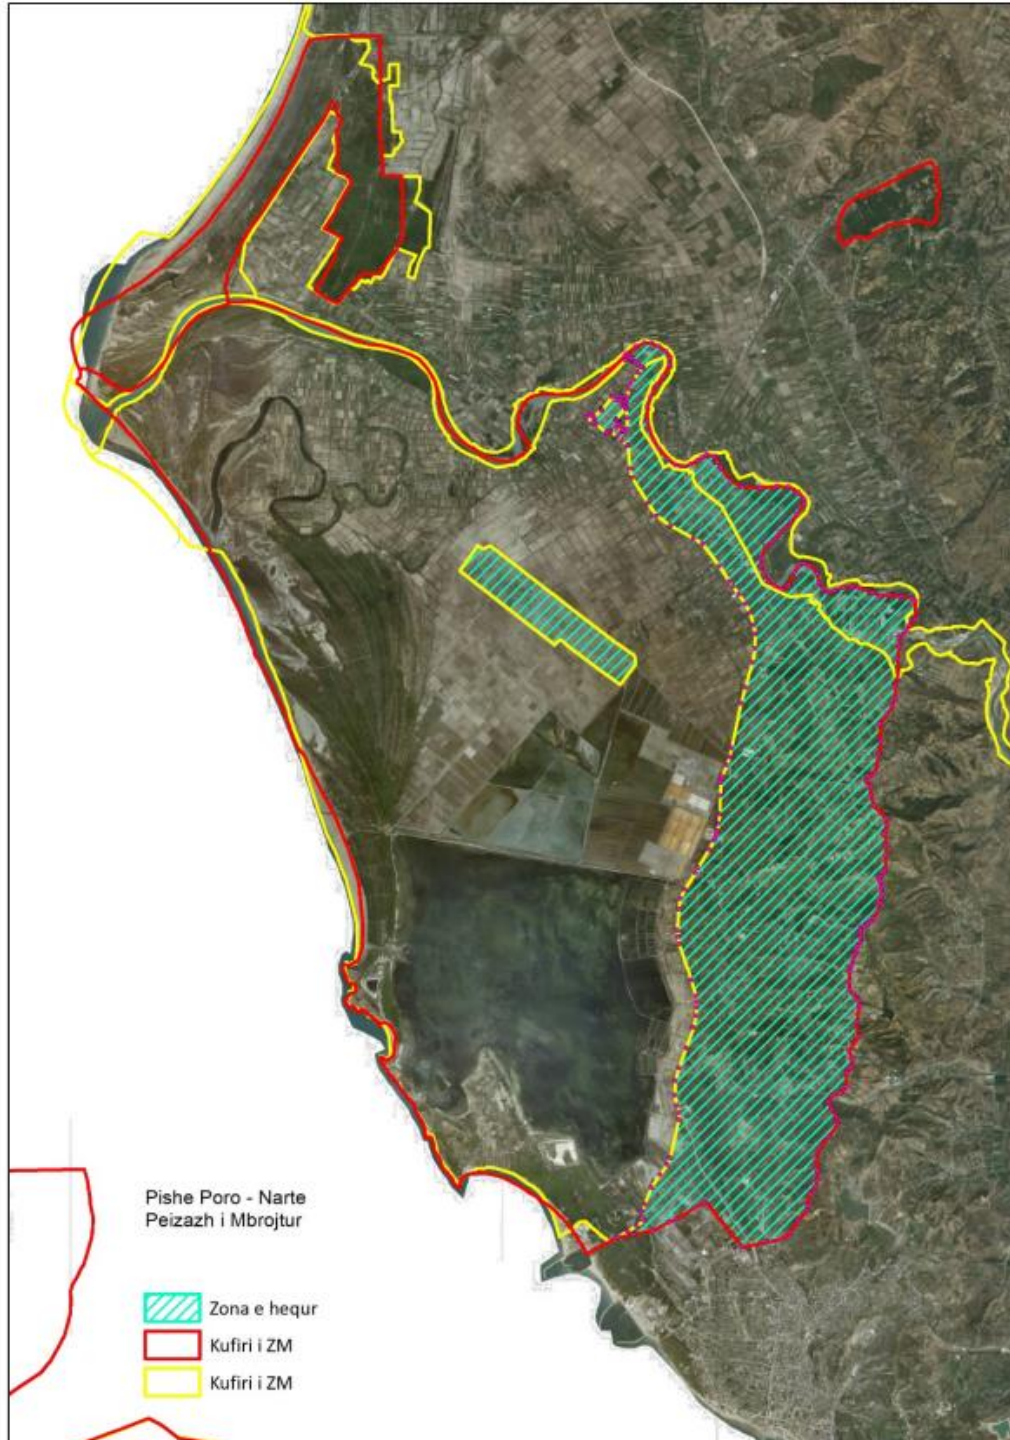 Pishe Poro - Narte
Peizazh i Mbrojtur
Zona e hequr
Kufiri i ZM
Kufiri i ZM